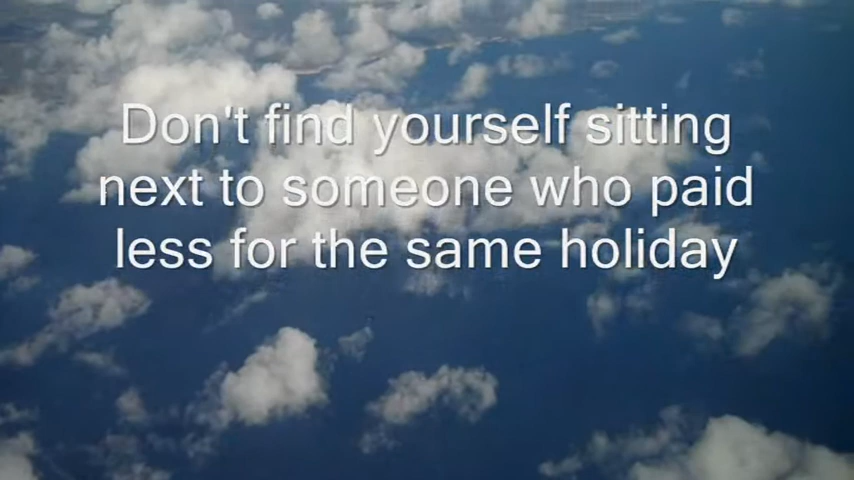 Don't find yourself sitting
next to someone who paid
less for the same holiday